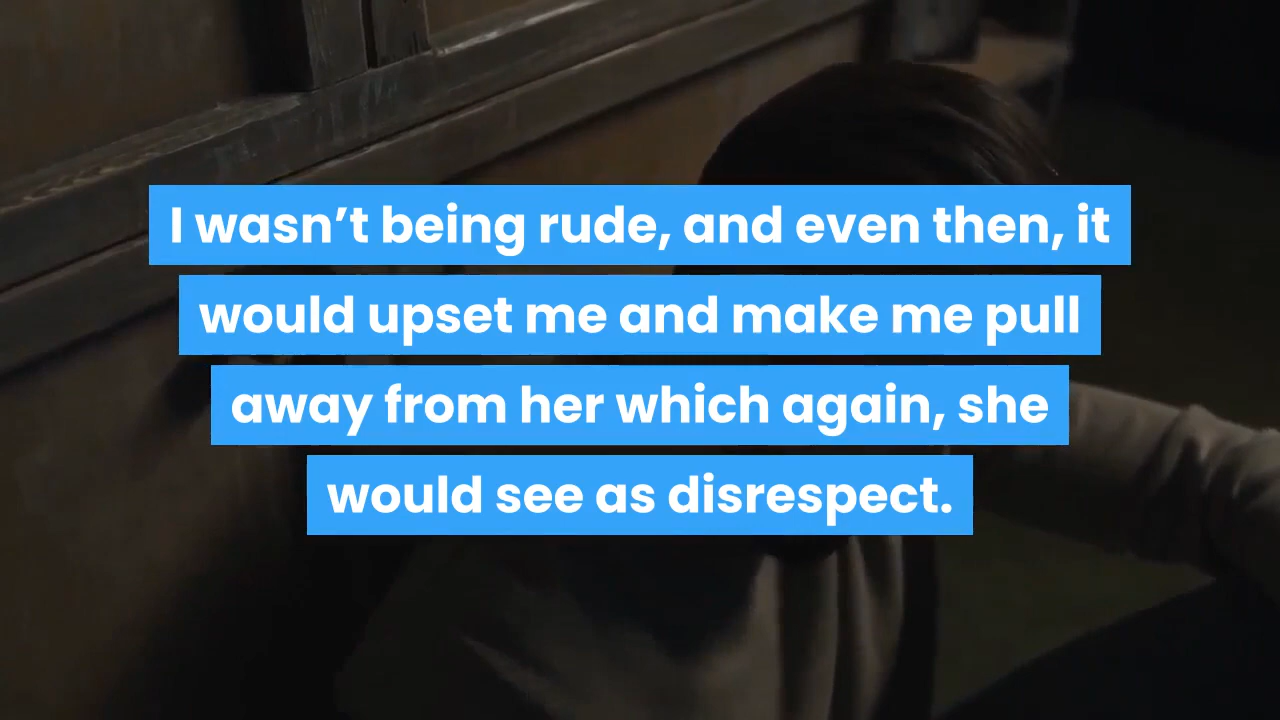 I wasn’t being rude, and even then, it
would upset me and make me pull
away from her which again, she
would see as disrespect.